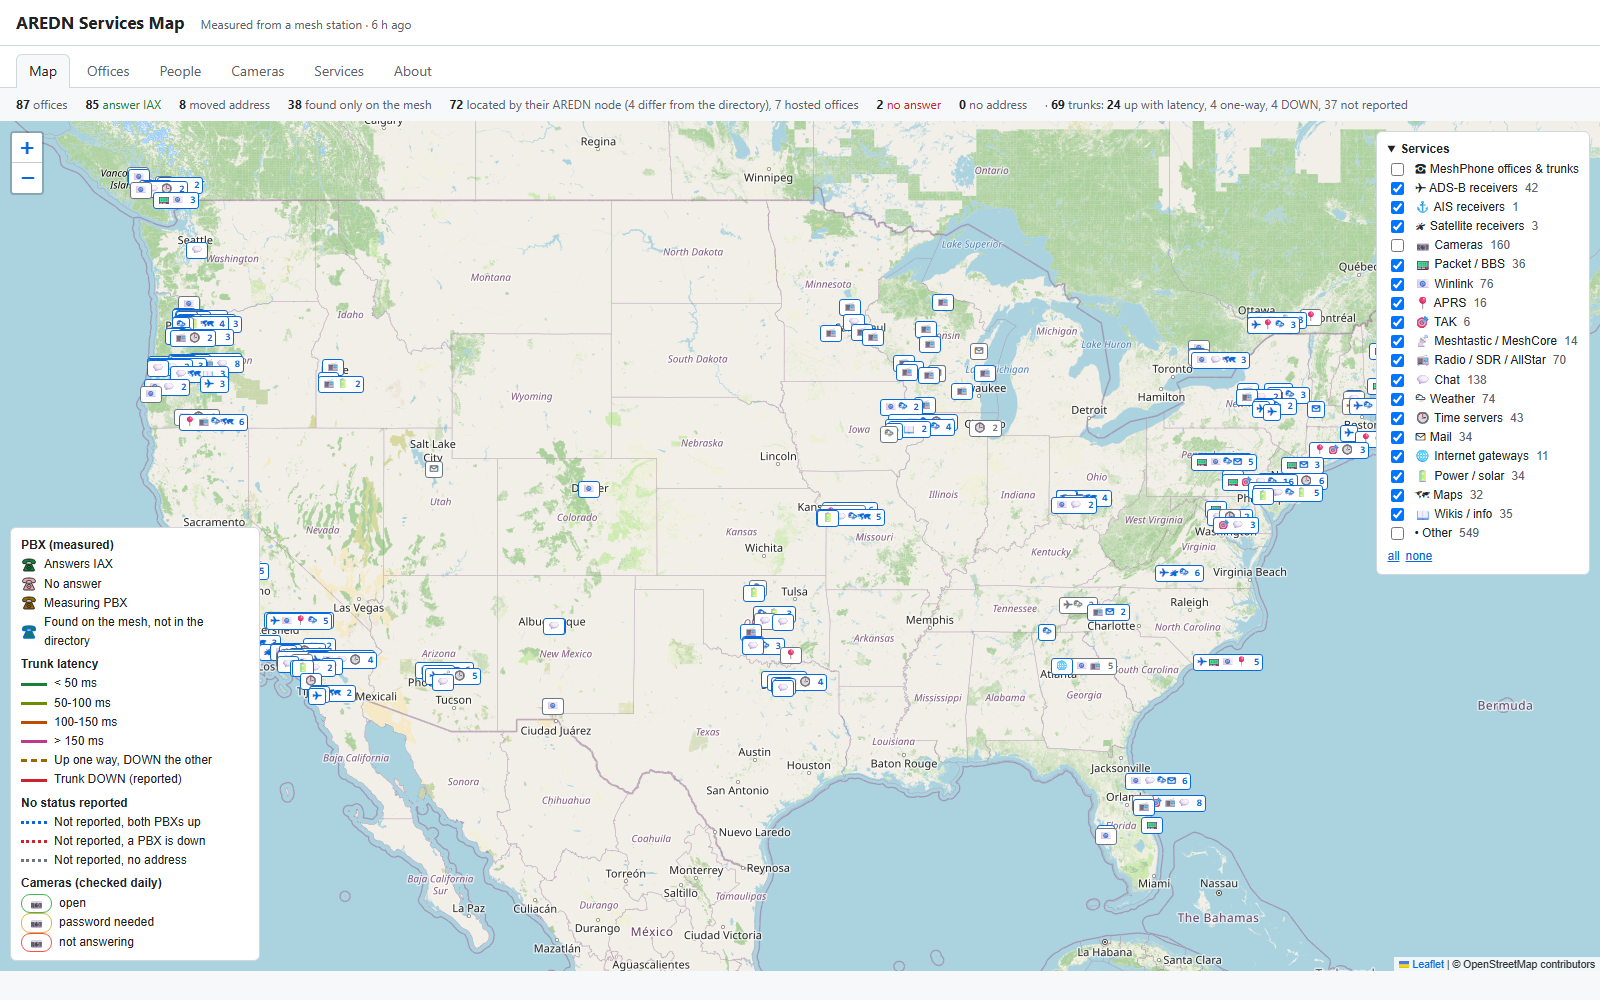 AREDN Services Map Measured from a mesh station · 6 h ago
Map Offices People Cameras Services About
87 offices 85 answer IAX 8 moved address 38 found only on the mesh 72 located by their AREDN node (4 differ from the directory), 7 hosted offices 2 no answer 0 no address · 69 trunks: 24 up with latency, 4 one-way, 4 DOWN, 37 not reported
+
−
Calgary
Regina
Winnipeg
Ontario
Lake Superior
Seattle
Washington
Montana
North Dakota
Minnesota
Idaho
South Dakota
Wyoming
Michigan
Lake Huron
Ottawa
Toronto
Hamilton
Detroit
Iowa
Nebraska
Lincoln
Salt Lake
City
Utah
Colorado
Nevada
Sacramento
Illinois
Indiana
Ohio
Kansas
Missouri
Wichita
West Virginia
Kentucky
Virginia
Virginia Beach
Las Vegas
Tulsa
Tennessee
Raleigh
North Carolina
Charlotte
Memphis
Arkansas
Arizona
New Mexico
Tucson
Mexicali
Georgia
Alabama
Mississippi
Bermuda
Ciudad Juárez
Texas
Louisiana
Austin
Houston
Baton Rouge
Jacksonville
San Antonio
Baja California
Sonora
Chihuahua
Florida
Nuevo Laredo
Coahuila
Torreón
Monterrey
Reynosa
Saltillo
Tamaulipas
Baja California
Sur
Miami
Nassau
La Paz
Culiacán
Durango
Durango
México
Ciudad Victoria
The Bahamas
Mazatlán
Aguascalientes
La Habana
Santa Clara
▼ Services
MeshPhone offices & trunks
ADS-B receivers 42
AIS receivers 1
Satellite receivers 3
Cameras 160
Packet / BBS 36
Winlink 76
APRS 16
TAK 6
Meshtastic / MeshCore 14
Radio / SDR / AllStar 70
Chat 138
Weather 74
Time servers 43
Mail 34
Internet gateways 11
Power / solar 34
Maps 32
Wikis / info 35
• Other 549
all none
PBX (measured)
Answers IAX
No answer
Measuring PBX
Found on the mesh, not in the
directory
Trunk latency
< 50 ms
50-100 ms
100-150 ms
> 150 ms
Up one way, DOWN the other
Trunk DOWN (reported)
No status reported
Not reported, both PBXs up
Not reported, a PBX is down
Not reported, no address
Cameras (checked daily)
open
password needed
not answering
Leaflet | © OpenStreetMap contributors